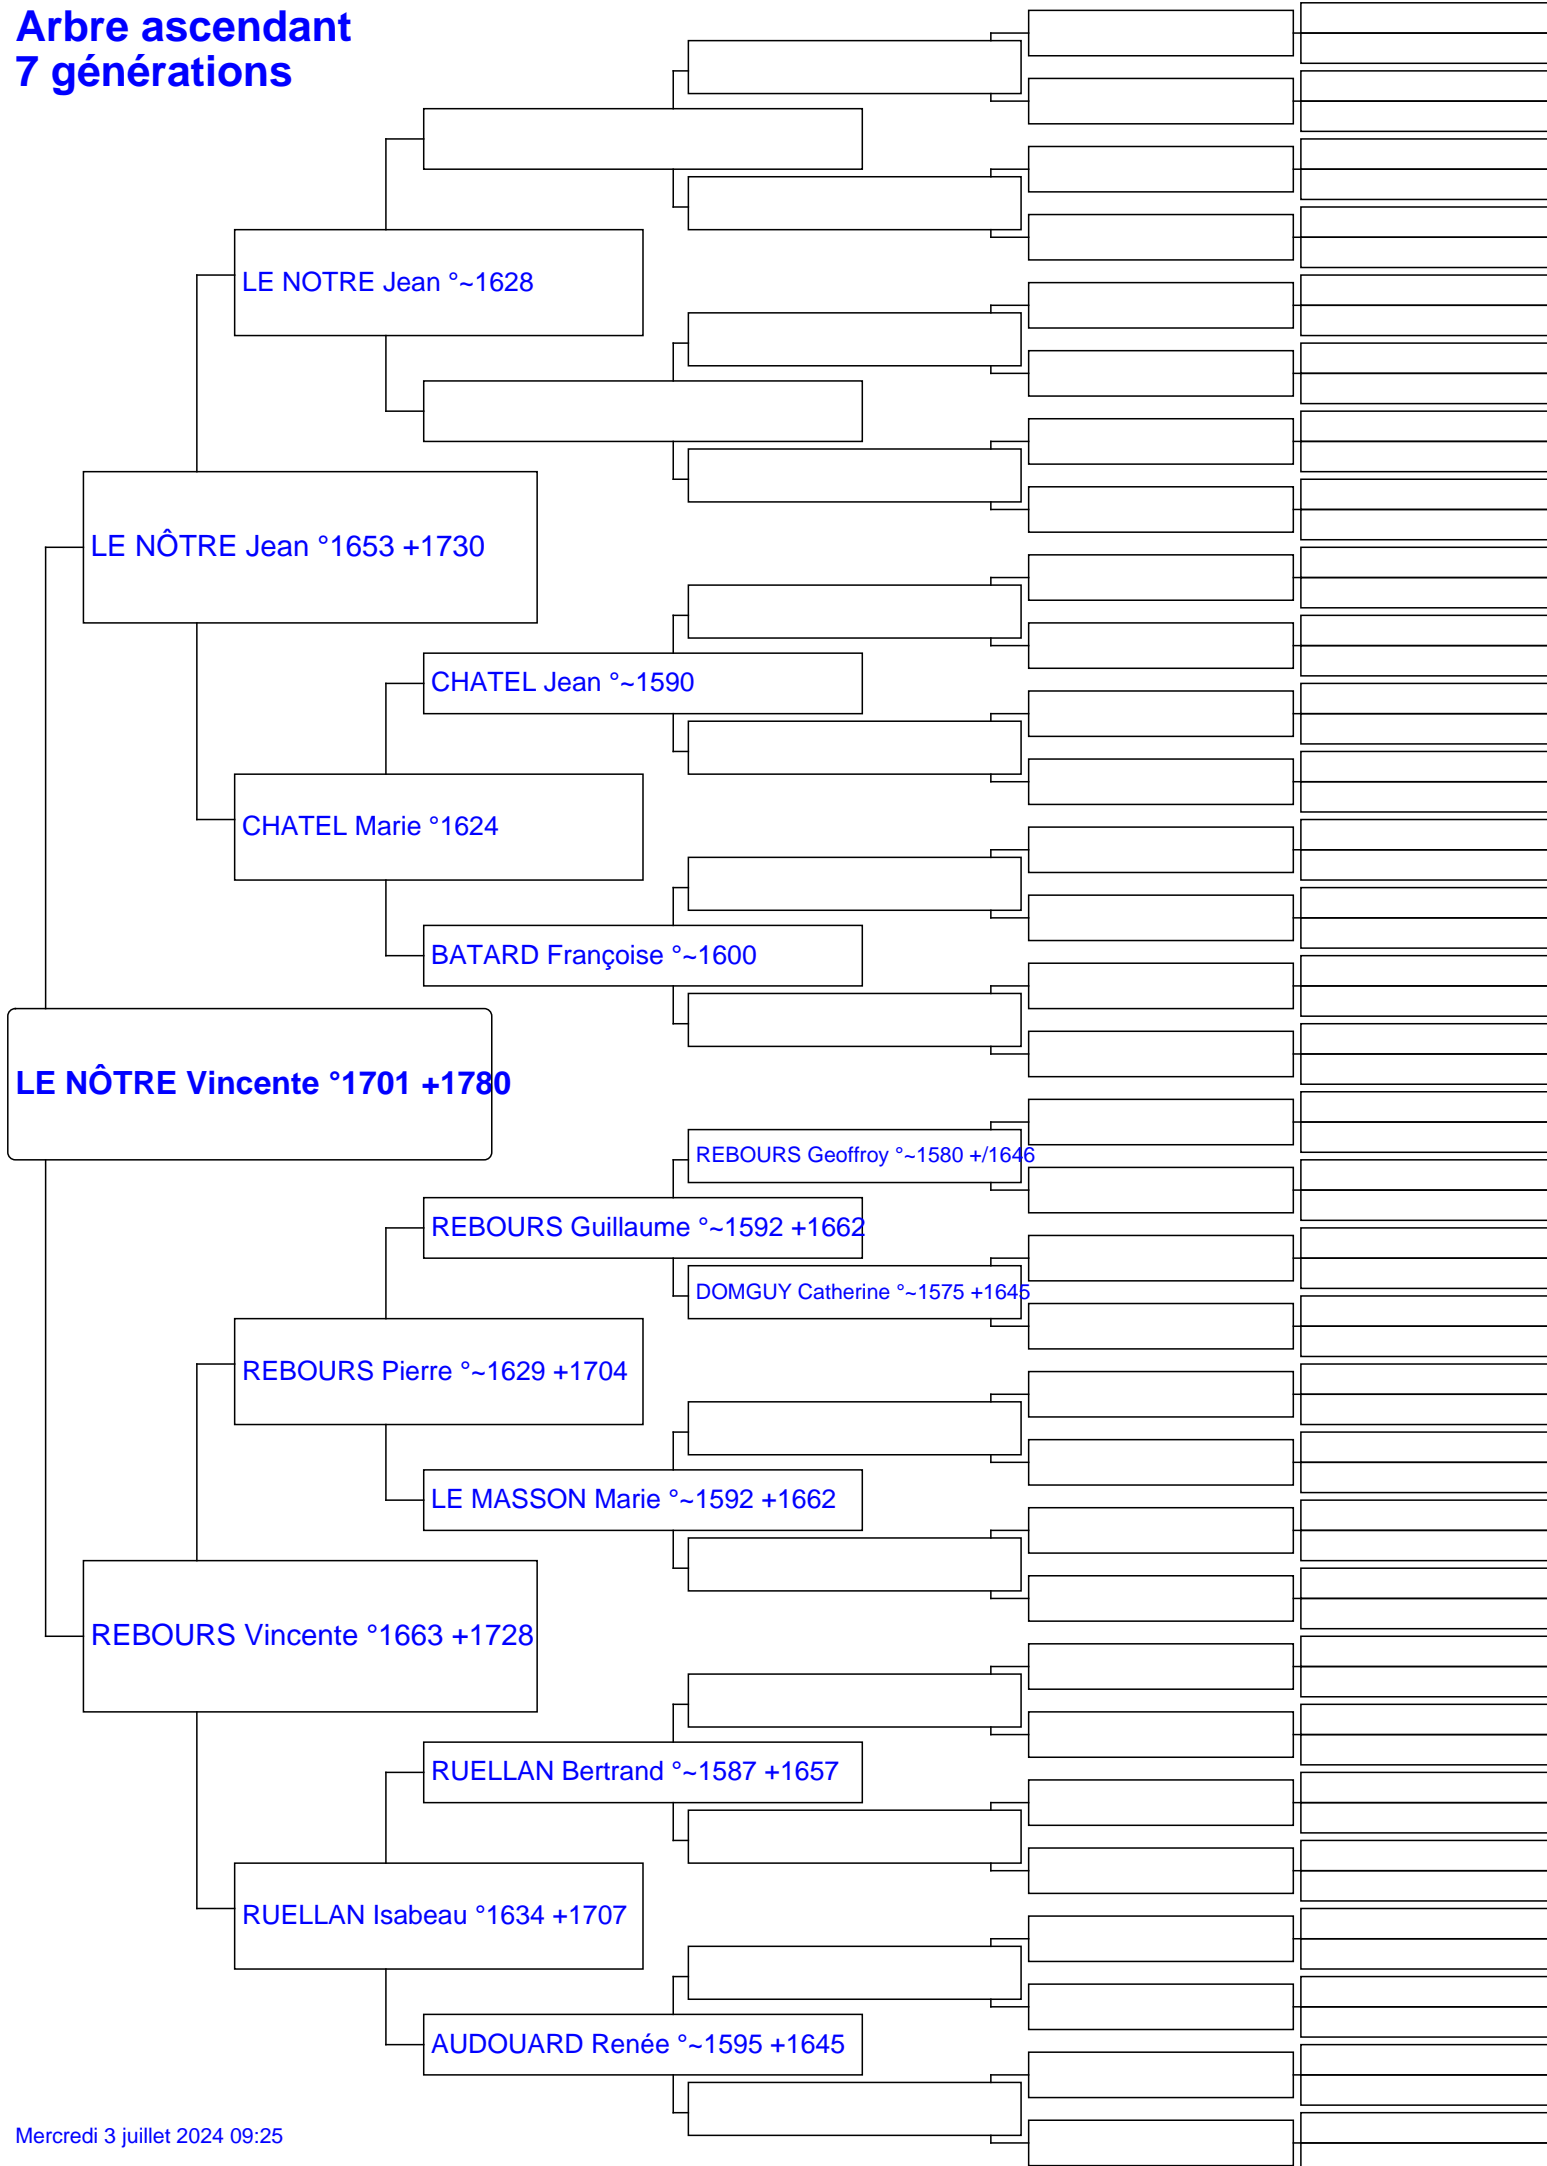 Arbre ascendant
7 générations
LE NOTRE Jean °~1628
LE NÔTRE Jean °1653 +1730
CHATEL Jean °~1590
CHATEL Marie °1624
BATARD Françoise °~1600
LE NÔTRE Vincente °1701 +1780
REBOURS Geoffroy °~1580 +/1646
REBOURS Guillaume °~1592 +1662
DOMGUY Catherine °~1575 +1645
REBOURS Pierre °~1629 +1704
LE MASSON Marie °~1592 +1662
REBOURS Vincente °1663 +1728
RUELLAN Bertrand °~1587 +1657
RUELLAN Isabeau °1634 +1707
AUDOUARD Renée °~1595 +1645
Mercredi 3 juillet 2024 09:25